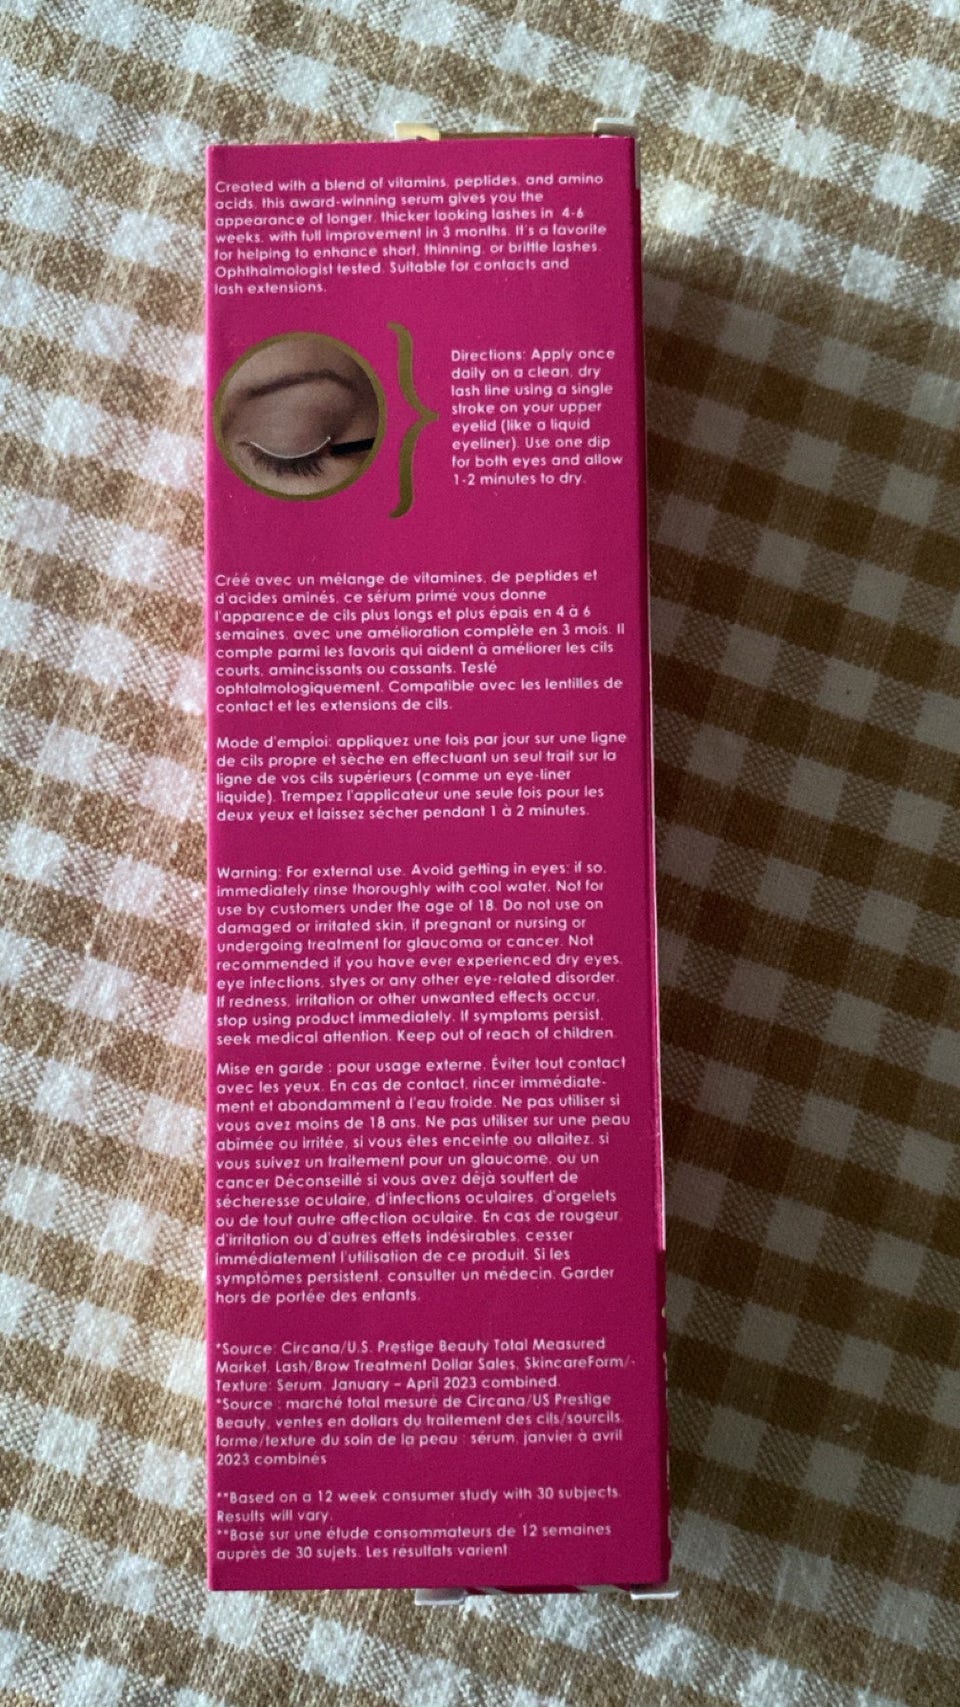 Created with a blend of vitamins, peptides, and amino
acids, this award-winning serum gives you the
appearance of longer, thicker looking lashes in 4-6
weeks, with full improvement in 3 months. It's a favorite
for helping to enhance short, thinning, or brittle lashes.
Ophthalmologist tested. Suitable for contacts and
lash extensions.
Directions: Apply once
daily on a clean, dry
lash line using a single
stroke on your upper
eyelid (like a liquid
eyeliner). Use one dip
for both eyes and allow
1-2 minutes to dry.
Créé avec un mélange de vitamines, de peptides et
d'acides aminés, ce sérum primé vous donne
l'apparence de cils plus longs et plus épais en 4 à 6
semaines, avec une amélioration complète en 3 mois. Il
compte parmi les favoris qui aident à améliorer les cils
courts, amincissants ou cassants. Testé
ophtalmologiquement. Compatible avec les lentilles de
contact et les extensions de cils.
Mode d'emploi: appliquez une fois par jour sur une ligne
de cils propre et sèche en effectuant un seul trait sur la
ligne de vos cils supérieurs (comme un eye-liner
liquide). Trempez l'applicateur une seule fois pour les
deux yeux et laissez sécher pendant 1 à 2 minutes.
Warning: For external use. Avoid getting in eyes; if so,
immediately rinse thoroughly with cool water. Not for
use by customers under the age of 18. Do not use on
damaged or irritated skin, if pregnant or nursing or
undergoing treatment for glaucoma or cancer. Not
recommended if you have ever experienced dry eyes,
eye infections, styes or any other eye-related disorder.
If redness, irritation or other unwanted effects occur,
stop using product immediately. If symptoms persist,
seek medical attention. Keep out of reach of children.
Mise en garde : pour usage externe. Éviter tout contact
avec les yeux. En cas de contact, rincer immédiate-
ment et abondamment à l'eau froide. Ne pas utiliser si
vous avez moins de 18 ans. Ne pas utiliser sur une peau
abîmée ou irritée, si vous êtes enceinte ou allaitez, si
vous suivez un traitement pour un glaucome, ou un
cancer Déconseillé si vous avez déjà souffert de
sécheresse oculaire, d'infections oculaires, d'orgelets
ou de tout autre affection oculaire. En cas de rougeur,
d'irritation ou d'autres effets indésirables, cesser
immédiatement l'utilisation de ce produit. Si les
symptômes persistent, consulter un médecin. Garder
hors de portée des enfants.
*Source: Circana/U.S. Prestige Beauty Total Measured
Market, Lash/Brow Treatment Dollar Sales, SkincareForm/-
Texture: Serum, January – April 2023 combined.
*Source : marché total mesuré de Circana/US Prestige
Beauty, ventes en dollars du traitement des cils/sourcils,
forme/texture du soin de la peau : sérum, janvier à avril
2023 combinés
**Based on a 12 week consumer study with 30 subjects.
Results will vary.
**Basé sur une étude consommateurs de 12 semaines
auprès de 30 sujets. Les résultats varient